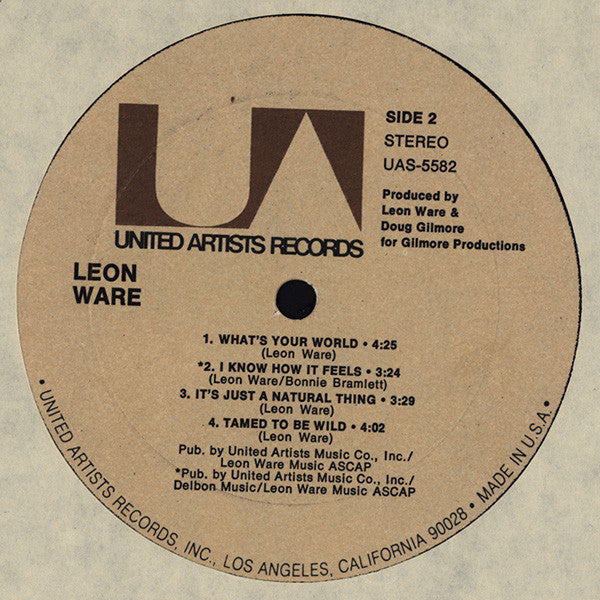 UA
SIDE 2
STEREO
UAS-5582
Produced by
Leon Ware &
Doug Gilmore
for Gilmore Productions
UNITED ARTISTS RECORDS
LEON
WARE
1. WHAT'S YOUR WORLD • 4:25
(Leon Ware)
*2. I KNOW HOW IT FEELS • 3:24
(Leon Ware/Bonnie Bramlett)
3. IT'S JUST A NATURAL THING • 3:29
(Leon Ware)
4. TAMED TO BE WILD • 4:02
(Leon Ware)
Pub. by United Artists Music Co., Inc./
Leon Ware Music ASCAP
*Pub. by United Artists Music Co., Inc./
Delbon Music/Leon Ware Music ASCAP
• UNITED ARTISTS RECORDS, INC., LOS ANGELES, CALIFORNIA 90028 • MADE IN U.S.A. •